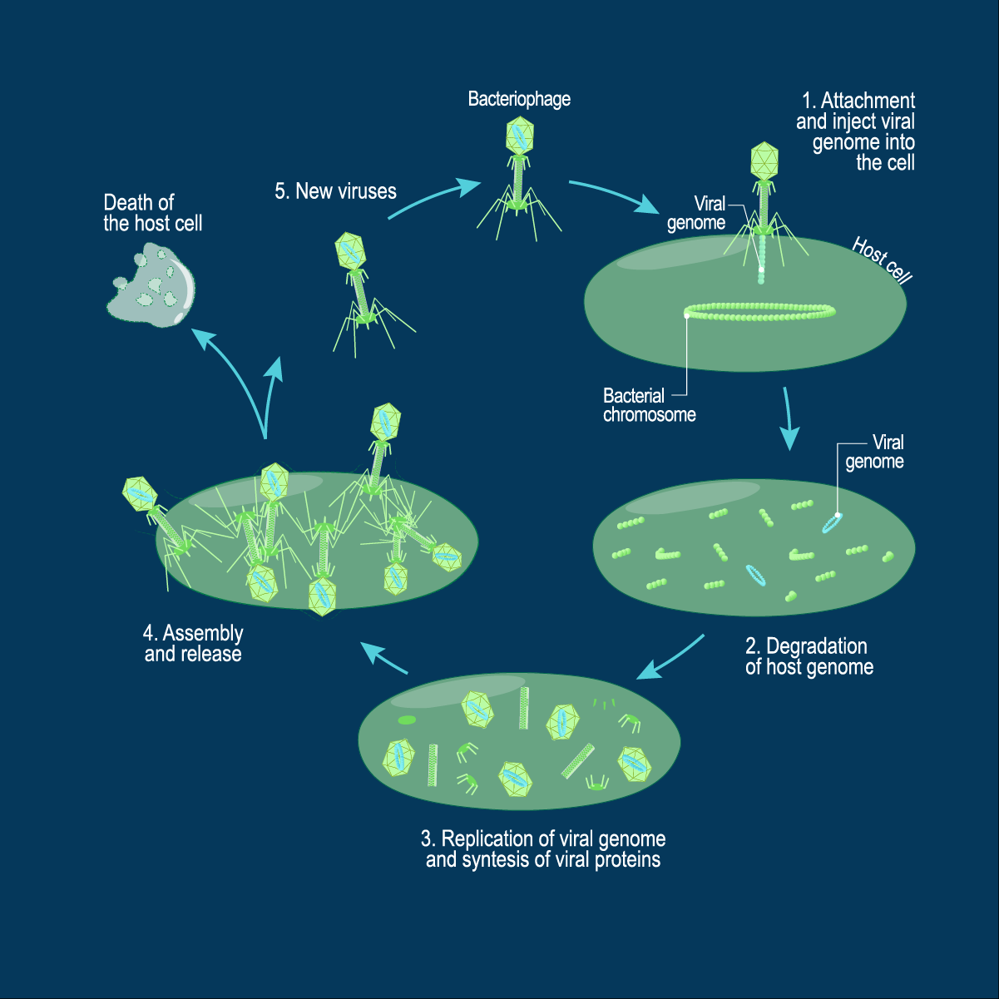 Bacteriophage
1. Attachment
and inject viral
genome into
the cell
Viral
genome
Host cell
Bacterial
chromosome
Viral
genome
2. Degradation
of host genome
3. Replication of viral genome
and syntesis of viral proteins
4. Assembly
and release
Death of
the host cell
5. New viruses